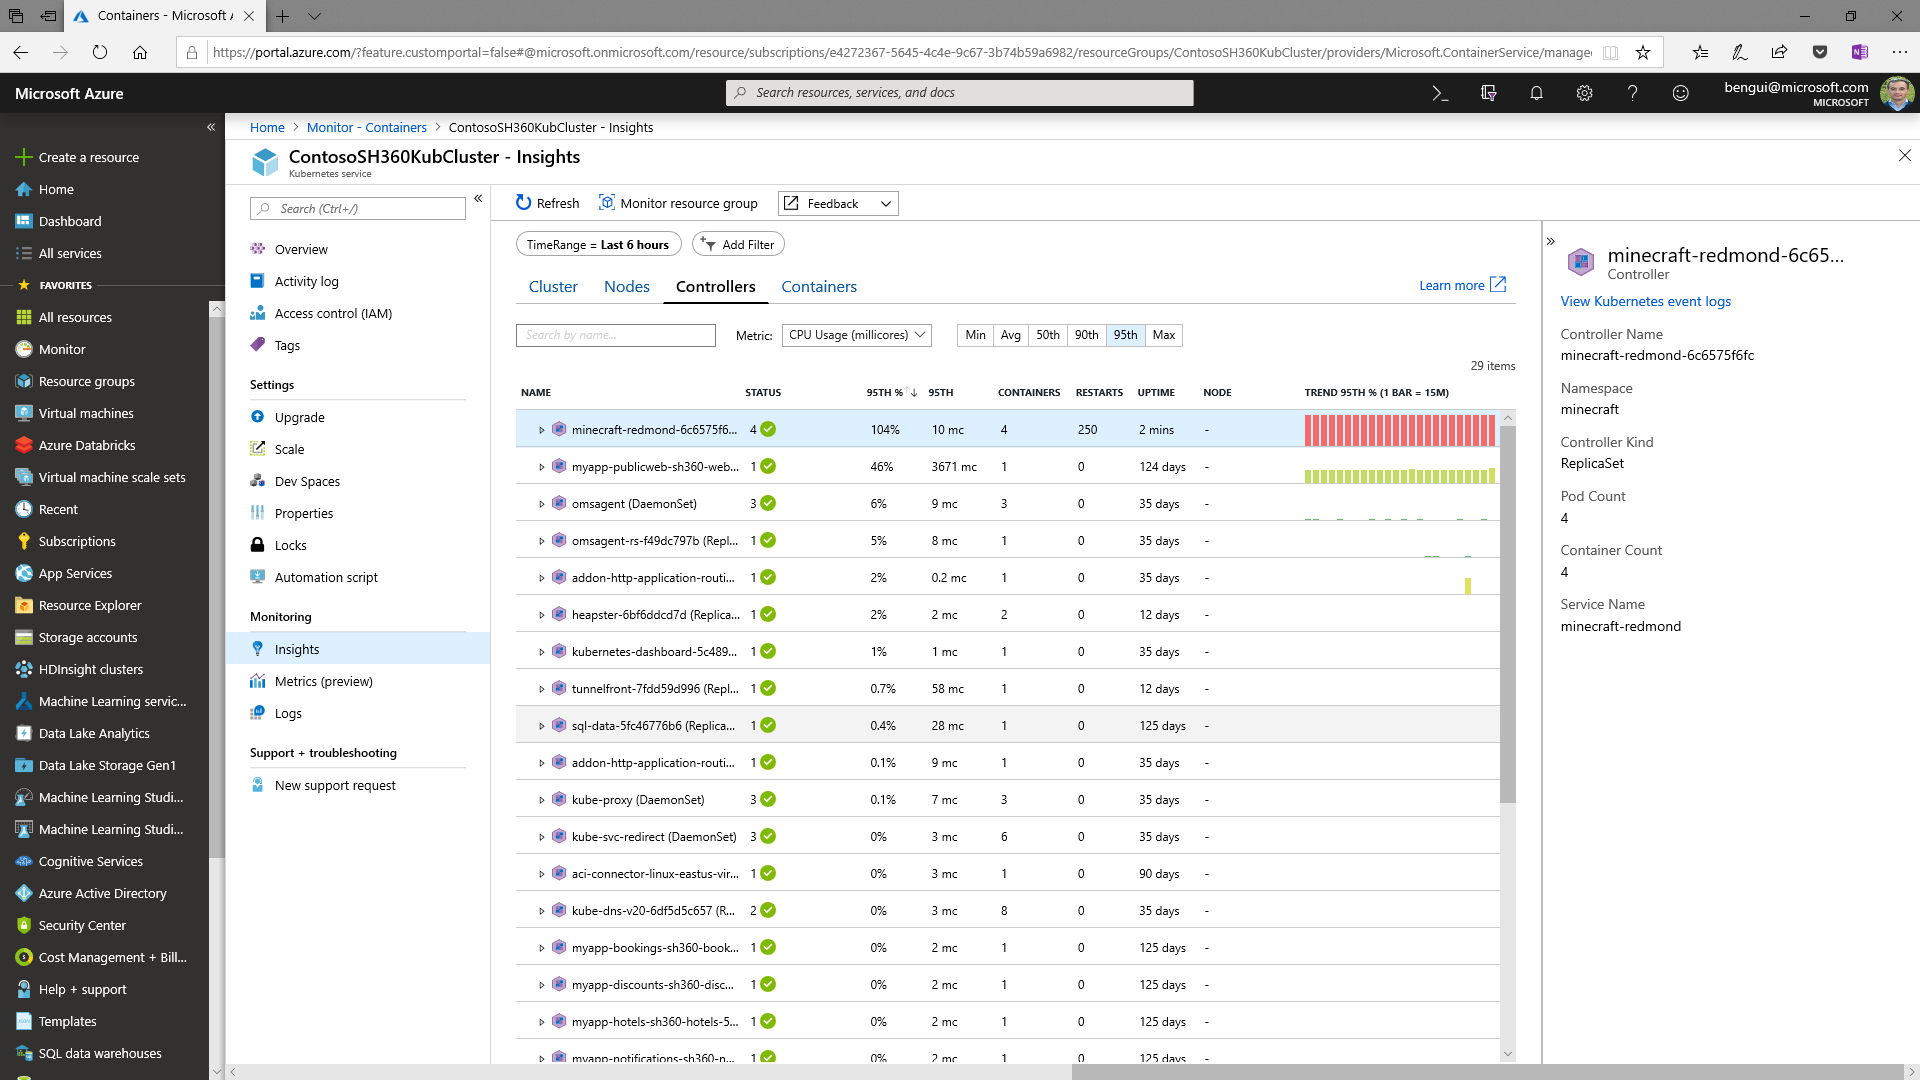 Containers - Microsoft A
https://portal.azure.com/?feature.customportal=false#@microsoft.onmicrosoft.com/resource/subscriptions/e4272367-5645-4c4e-9c67-3b74b59a6982/resourceGroups/ContosoSH360KubCluster/providers/Microsoft.ContainerService/manage
Microsoft Azure
Search resources, services, and docs
bengui@microsoft.com
MICROSOFT
Create a resource
Home
Dashboard
All services
FAVORITES
All resources
Monitor
Resource groups
Virtual machines
Azure Databricks
Virtual machine scale sets
Recent
Subscriptions
App Services
Resource Explorer
Storage accounts
HDInsight clusters
Machine Learning servic...
Data Lake Analytics
Data Lake Storage Gen1
Machine Learning Studi...
Machine Learning Studi...
Cognitive Services
Azure Active Directory
Security Center
Cost Management + Bill...
Help + support
Templates
SQL data warehouses
Home > Monitor - Containers > ContosoSH360KubCluster - Insights
ContosoSH360KubCluster - Insights
Kubernetes service
Search (Ctrl+/)
Overview
Activity log
Access control (IAM)
Tags
Settings
Upgrade
Scale
Dev Spaces
Properties
Locks
Automation script
Monitoring
Insights
Metrics (preview)
Logs
Support + troubleshooting
New support request
Refresh Monitor resource group Feedback
TimeRange = Last 6 hours Add Filter
Cluster Nodes Controllers Containers Learn more
Search by name... Metric: CPU Usage (millicores) Min Avg 50th 90th 95th Max
29 items
NAME STATUS 95TH % 95TH CONTAINERS RESTARTS UPTIME NODE TREND 95TH % (1 BAR = 15M)
minecraft-redmond-6c6575f6... 4 104% 10 mc 4 250 2 mins -
myapp-publicweb-sh360-web... 1 46% 3671 mc 1 0 124 days -
omsagent (DaemonSet) 3 6% 9 mc 3 0 35 days -
omsagent-rs-f49dc797b (Repl... 1 5% 8 mc 1 0 35 days -
addon-http-application-routi... 1 2% 0.2 mc 1 0 35 days -
heapster-6bf6ddcd7d (Replica... 1 2% 2 mc 2 0 12 days -
kubernetes-dashboard-5c489... 1 1% 1 mc 1 0 35 days -
tunnelfront-7fdd59d996 (Repl... 1 0.7% 58 mc 1 0 12 days -
sql-data-5fc46776b6 (Replica... 1 0.4% 28 mc 1 0 125 days -
addon-http-application-routi... 1 0.1% 9 mc 1 0 35 days -
kube-proxy (DaemonSet) 3 0.1% 7 mc 3 0 35 days -
kube-svc-redirect (DaemonSet) 3 0% 3 mc 6 0 35 days -
aci-connector-linux-eastus-vir... 1 0% 3 mc 1 0 90 days -
kube-dns-v20-6df5d5c657 (R... 2 0% 3 mc 8 0 35 days -
myapp-bookings-sh360-book... 1 0% 2 mc 1 0 125 days -
myapp-discounts-sh360-disc... 1 0% 2 mc 1 0 125 days -
myapp-hotels-sh360-hotels-5... 1 0% 2 mc 1 0 125 days -
myapp-notifications-sh360-n... 1 0% 2 mc 1 0 125 days -
minecraft-redmond-6c65...
Controller
View Kubernetes event logs
Controller Name
minecraft-redmond-6c6575f6fc
Namespace
minecraft
Controller Kind
ReplicaSet
Pod Count
4
Container Count
4
Service Name
minecraft-redmond